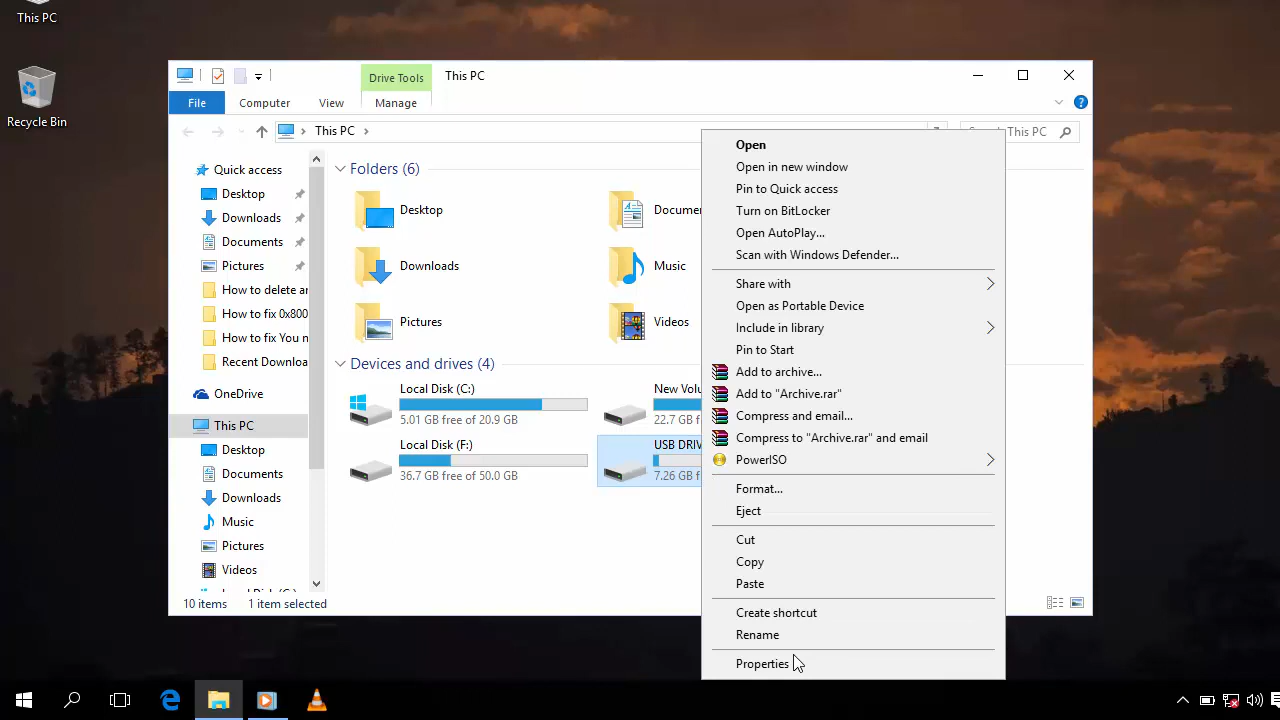 This PC
Recycle Bin
Drive Tools
This PC
File
Computer
View
Manage
This PC
This PC
Quick access
Desktop
Downloads
Documents
Pictures
How to delete ar
How to fix 0x800
How to fix You n
Recent Downloa
OneDrive
This PC
Desktop
Documents
Downloads
Music
Pictures
Videos
Folders (6)
Desktop
Downloads
Music
Pictures
Videos
Devices and drives (4)
Local Disk (C:)
5.01 GB free of 20.9 GB
New Volu
22.7 g
Local Disk (F:)
36.7 GB free of 50.0 GB
USB DRIV
7.26 GB f
10 items
1 item selected
Open
Open in new window
Pin to Quick access
Turn on BitLocker
Open AutoPlay...
Scan with Windows Defender...
Share with
Open as Portable Device
Include in library
Pin to Start
Add to archive...
Add to "Archive.rar"
Compress and email...
Compress to "Archive.rar" and email
PowerISO
Format...
Eject
Cut
Copy
Paste
Create shortcut
Rename
Properties